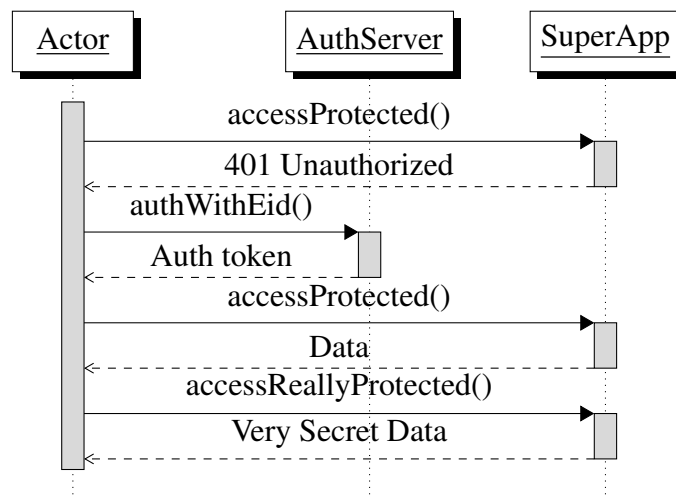 Actor
AuthServer
SuperApp
accessProtected()
401 Unauthorized
authWithEid()
Auth token
accessProtected()
Data
accessReallyProtected()
Very Secret Data